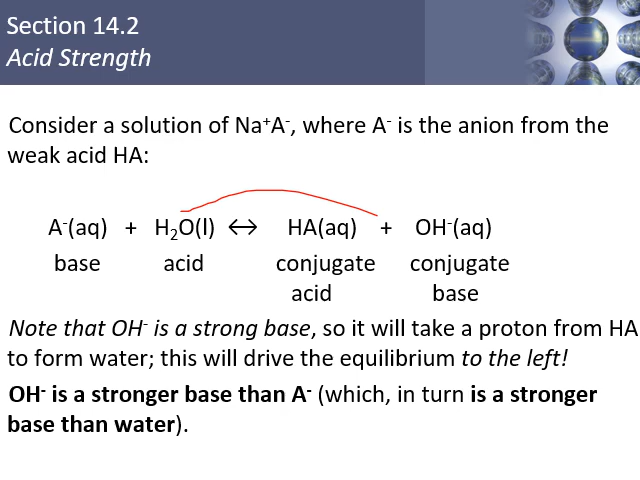 Section 14.2
Acid Strength
Consider a solution of Na⁺A⁻, where A⁻ is the anion from the
weak acid HA:
A⁻(aq) + H₂O(l) ↔ HA(aq) + OH⁻(aq)
base acid conjugate conjugate
acid base
Note that OH⁻ is a strong base, so it will take a proton from HA
to form water; this will drive the equilibrium to the left!
OH⁻ is a stronger base than A⁻ (which, in turn is a stronger
base than water).